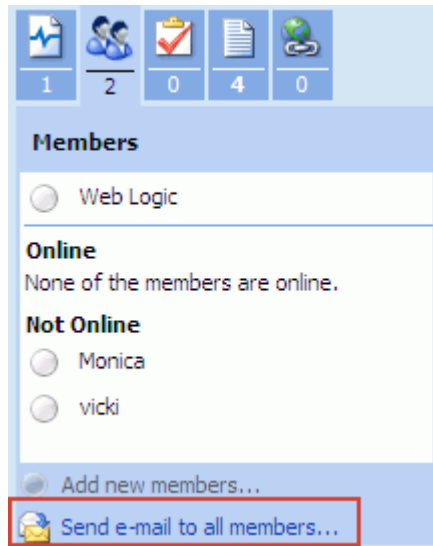 1 2 0 4 0
Members
Web Logic
Online
None of the members are online.
Not Online
Monica
vicki
Add new members...
Send e-mail to all members...